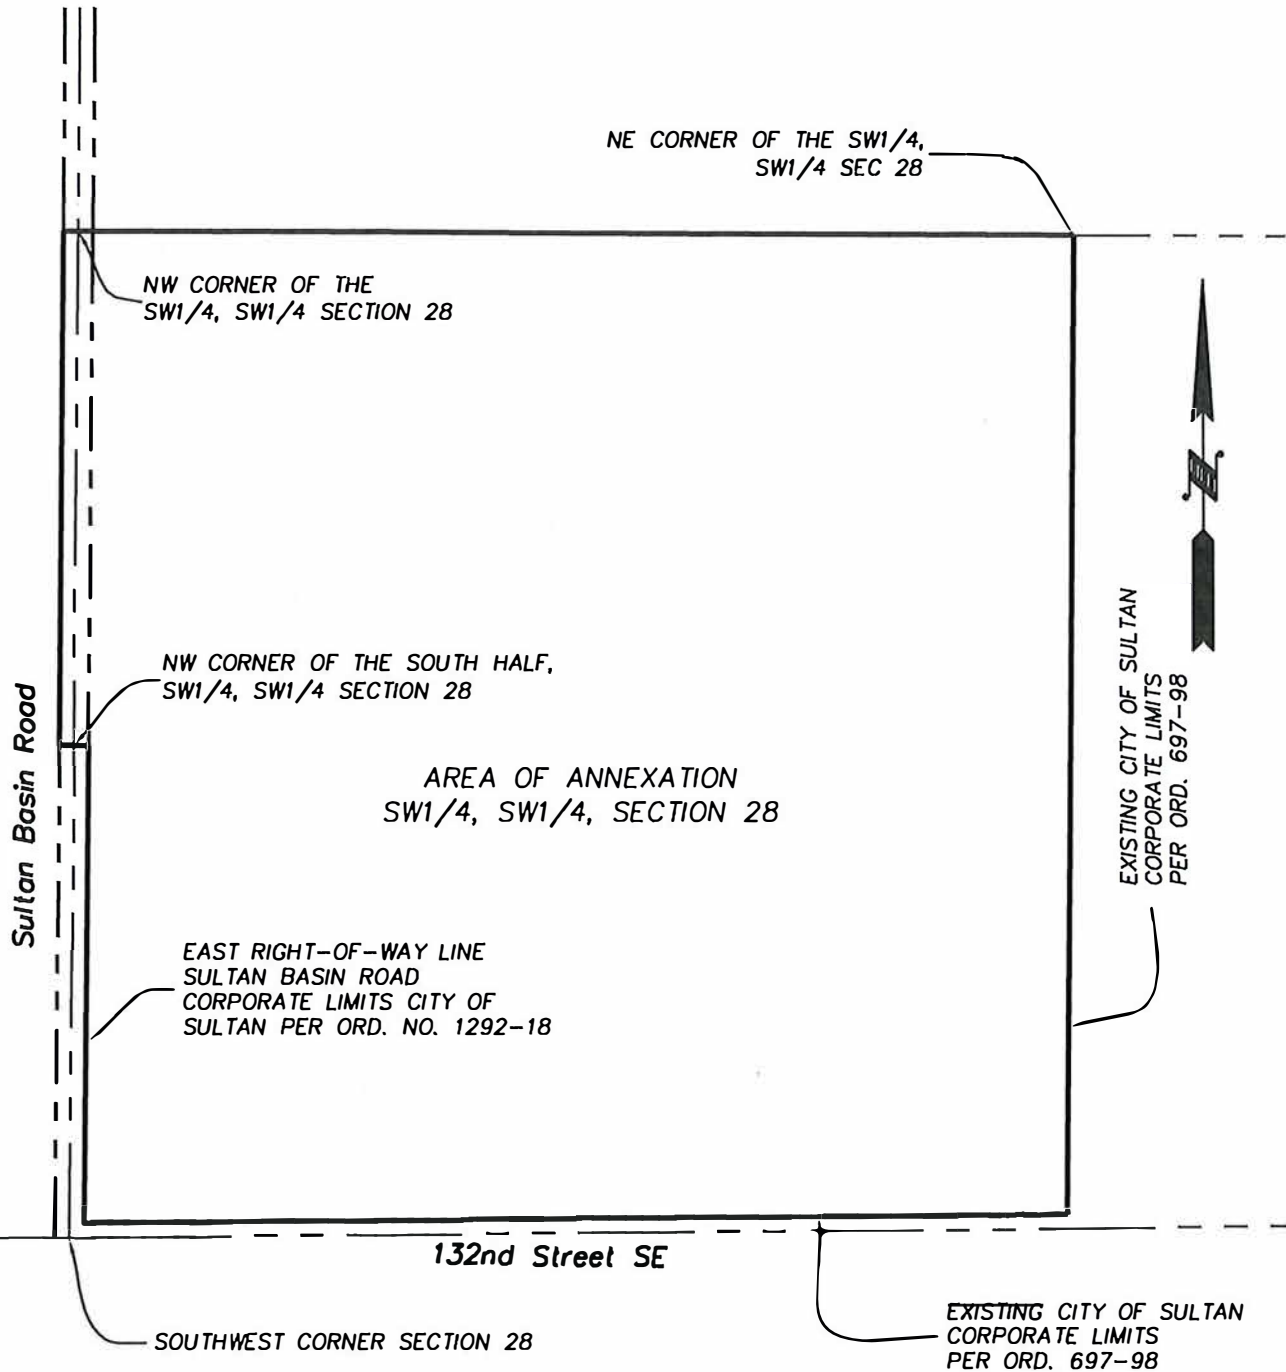 NE CORNER OF THE SW1/4,
SW1/4 SEC 28
NW CORNER OF THE
SW1/4, SW1/4 SECTION 28
NW CORNER OF THE SOUTH HALF,
SW1/4, SW1/4 SECTION 28
Sultan Basin Road
AREA OF ANNEXATION
SW1/4, SW1/4, SECTION 28
EXISTING CITY OF SULTAN
CORPORATE LIMITS
PER ORD. 697-98
EAST RIGHT-OF-WAY LINE
SULTAN BASIN ROAD
CORPORATE LIMITS CITY OF
SULTAN PER ORD. NO. 1292-18
132nd Street SE
SOUTHWEST CORNER SECTION 28
EXISTING CITY OF SULTAN
CORPORATE LIMITS
PER ORD. 697-98
N